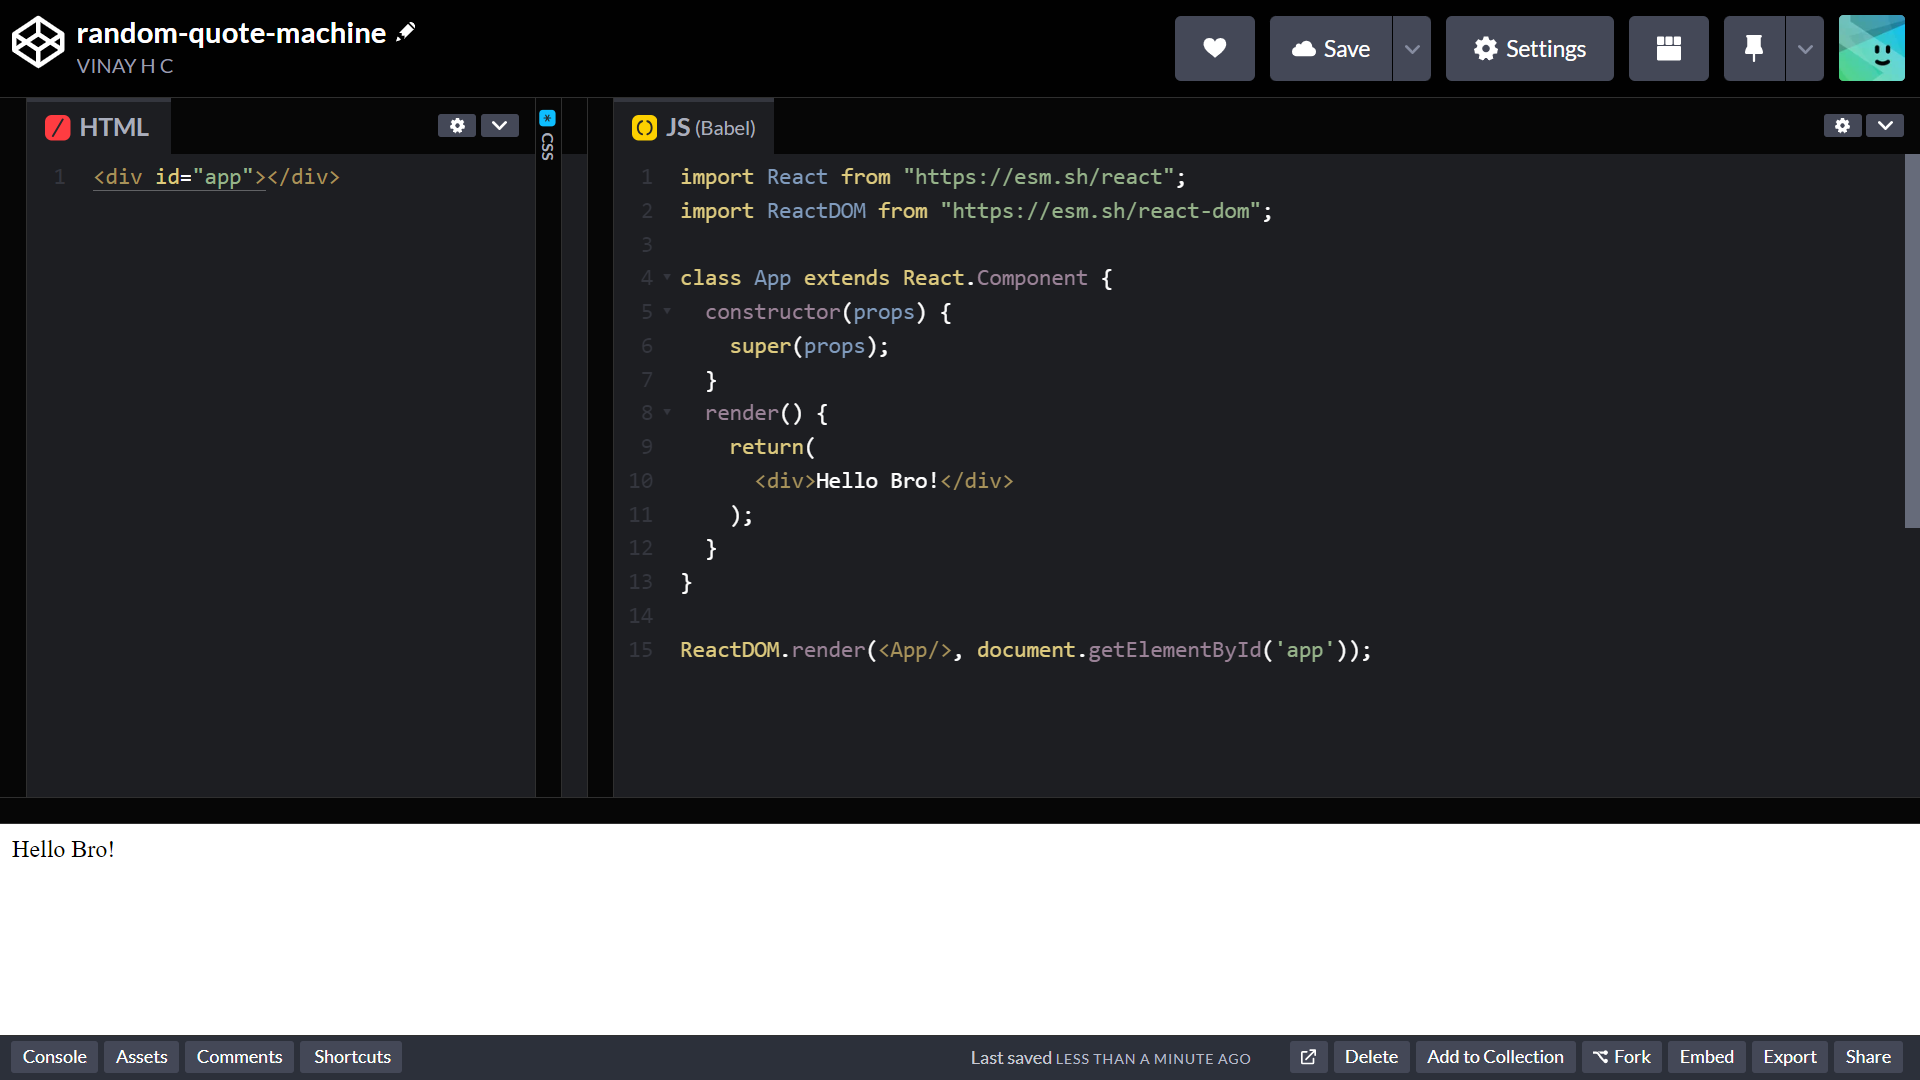 random-quote-machine
VINAY H C
Save
Settings
HTML
CSS
JS (Babel)
1 <div id="app"></div>
1 import React from "https://esm.sh/react";
2 import ReactDOM from "https://esm.sh/react-dom";
3
4 class App extends React.Component {
5 constructor(props) {
6 super(props);
7 }
8 render() {
9 return(
10 <div>Hello Bro!</div>
11 );
12 }
13 }
14
15 ReactDOM.render(<App/>, document.getElementById('app'));
Hello Bro!
Console Assets Comments Shortcuts Last saved LESS THAN A MINUTE AGO Delete Add to Collection Fork Embed Export Share